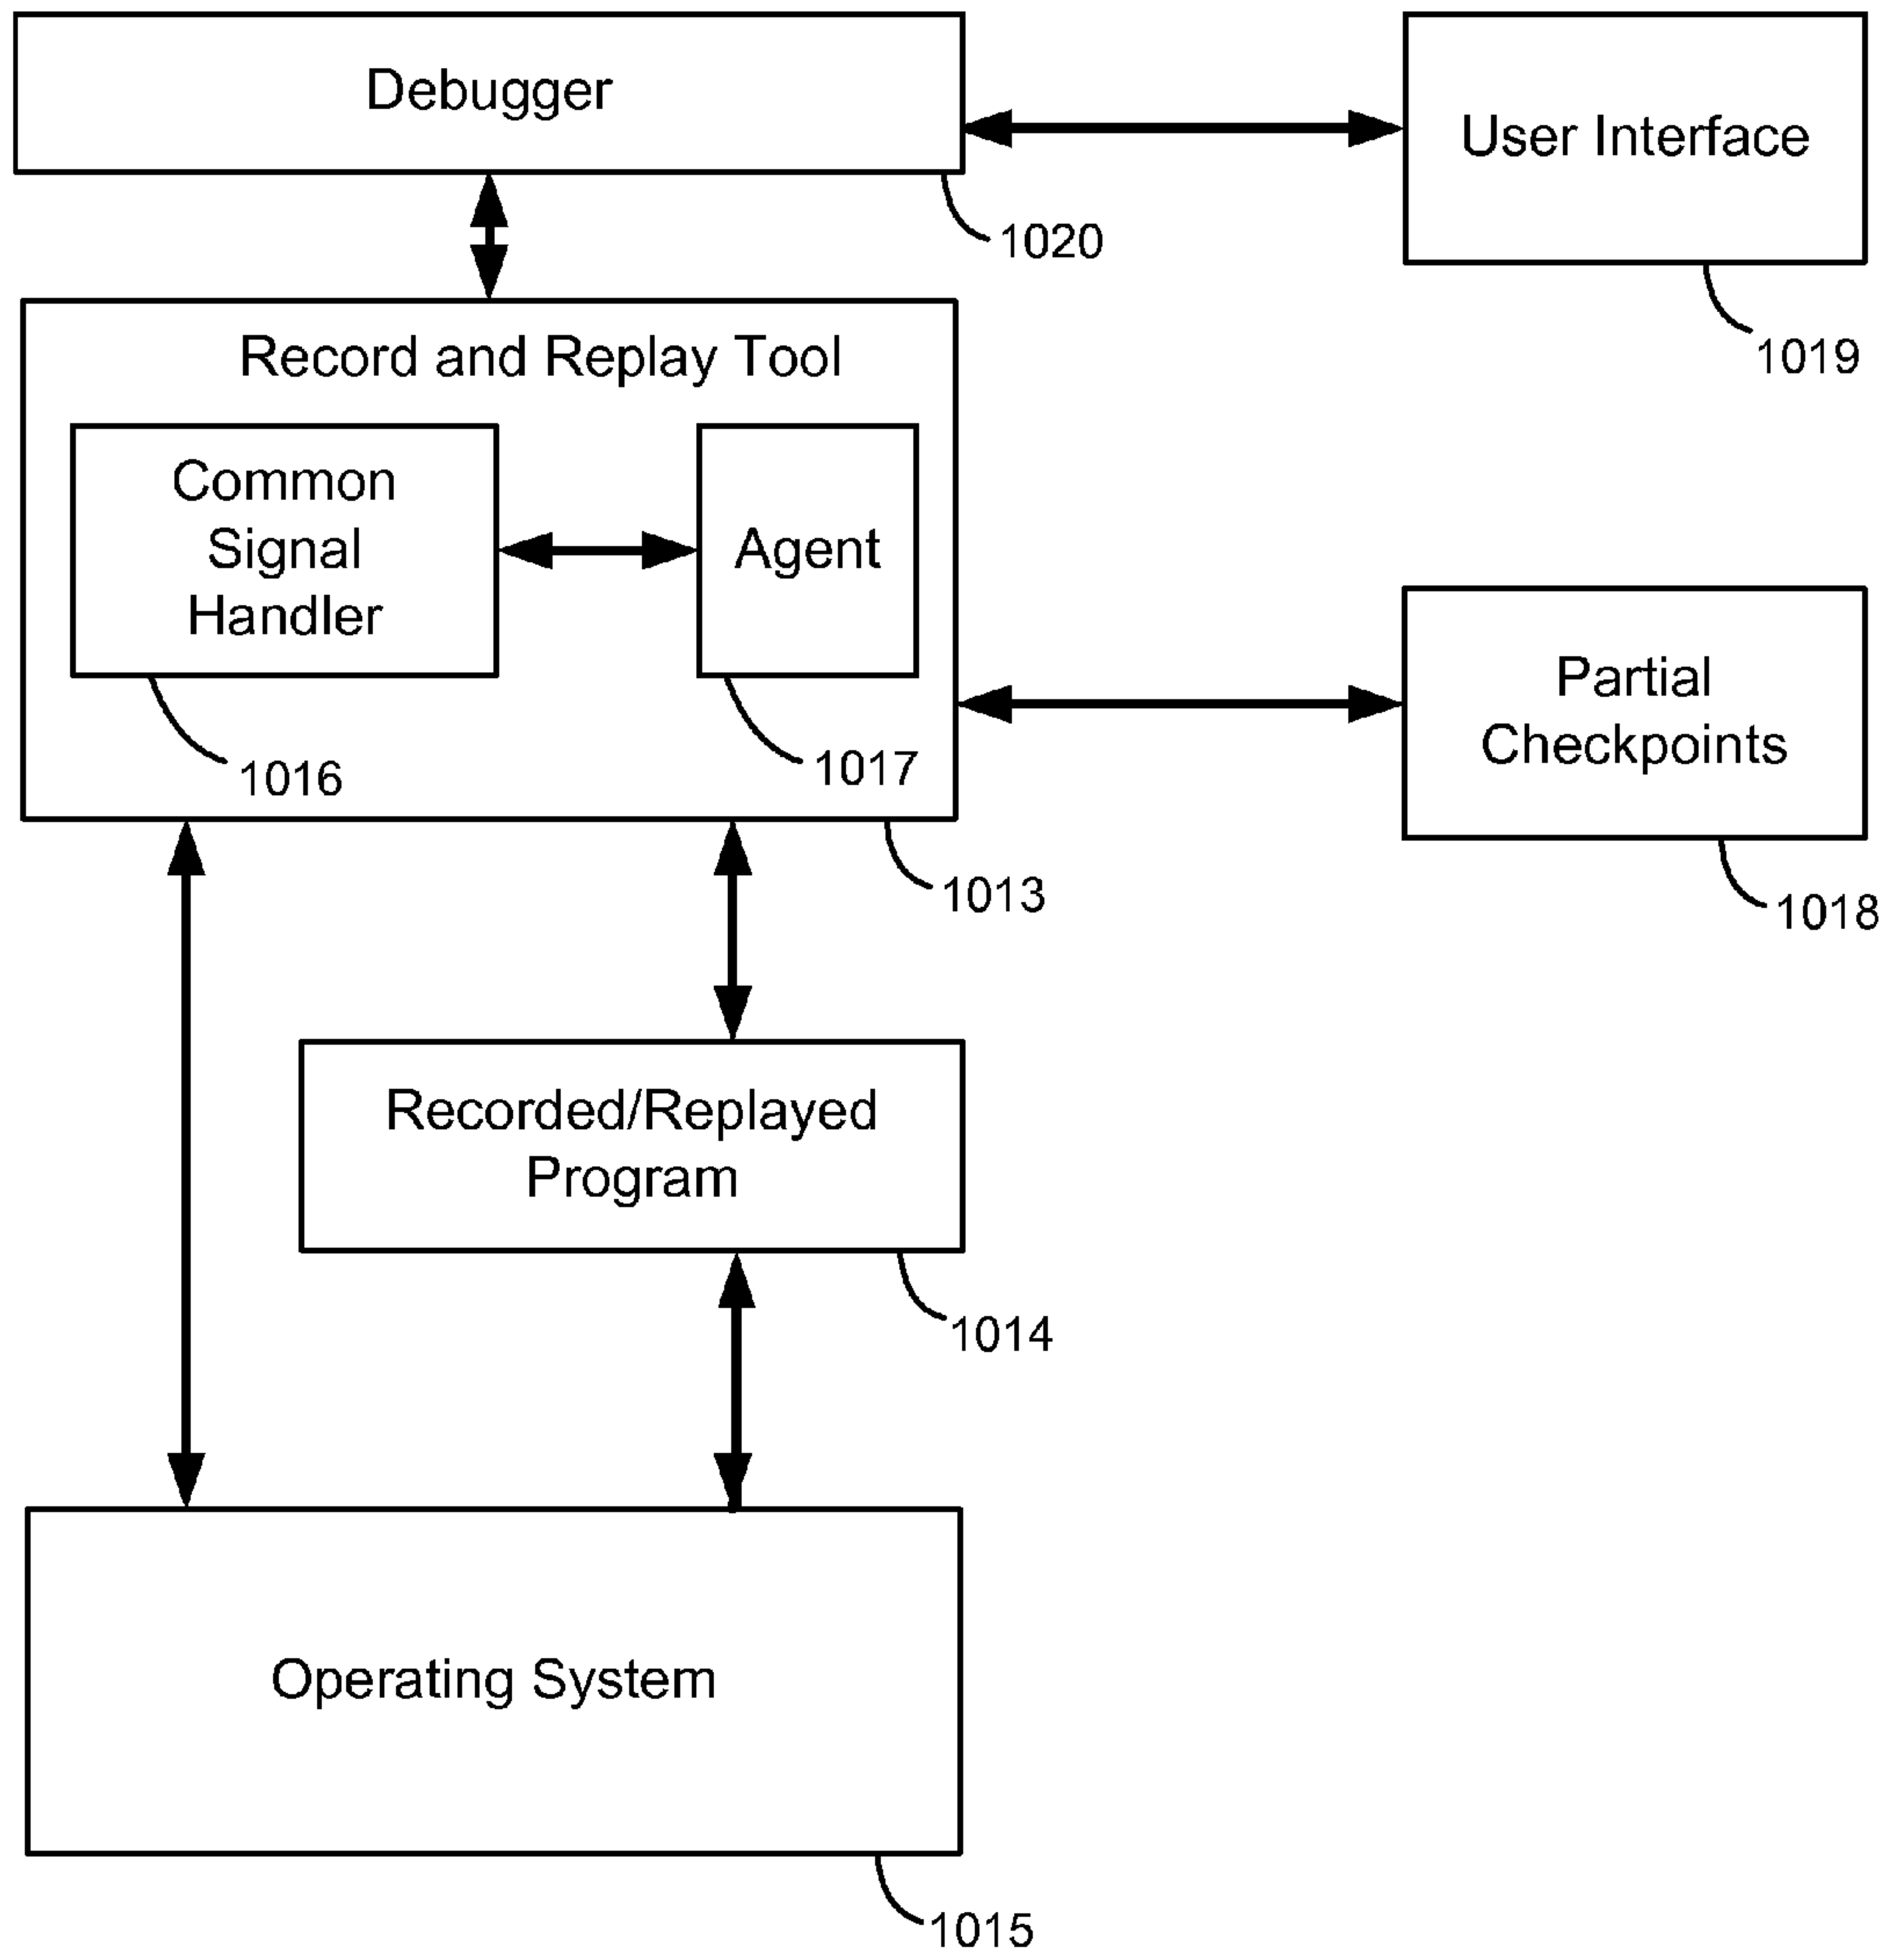 Debugger
User Interface
1020
1019
Record and Replay Tool
Common
Signal
Handler
Agent
1016
1017
Partial
Checkpoints
1013
1018
Recorded/Replayed
Program
1014
Operating System
1015